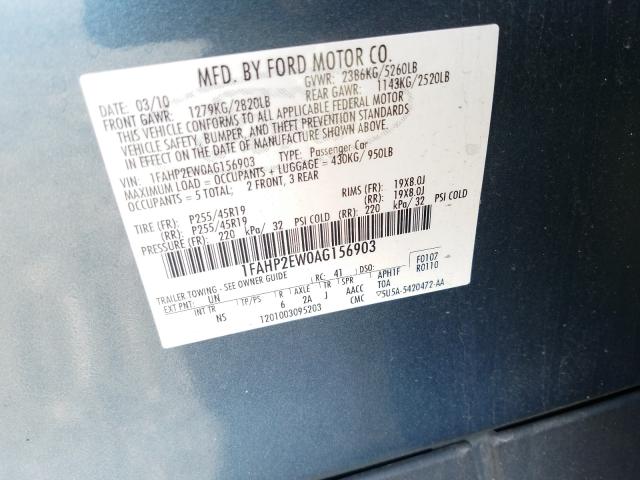 MFD. BY FORD MOTOR CO.
DATE: 03/10 GVWR: 2386KG/5260LB
FRONT GAWR: 1279KG/2820LB REAR GAWR: 1143KG/2520LB
THIS VEHICLE CONFORMS TO ALL APPLICABLE FEDERAL MOTOR
VEHICLE SAFETY, BUMPER, AND THEFT PREVENTION STANDARDS
IN EFFECT ON THE DATE OF MANUFACTURE SHOWN ABOVE.
VIN: 1FAHP2EW0AG156903 TYPE: Passenger Car
MAXIMUM LOAD = OCCUPANTS + LUGGAGE = 430KG/950LB
OCCUPANTS = 5 TOTAL; 2 FRONT, 3 REAR
TIRE (FR): P255/45R19 RIMS (FR): 19X8.0J
(RR): P255/45R19 (RR): 19X8.0J
PRESSURE (FR): 220 kPa/ 32 PSI COLD (RR): 220 kPa/ 32 PSI COLD
1FAHP2EW0AG156903
F0107
R0110
TRAILER TOWING - SEE OWNER GUIDE RC: 41 DSO:
EXT PNT: UN INT TR TP/PS R AXLE TR SPR APH1F
NS 6 2A J AACC TOA
CMC 5U5A-5420472-AA
1201003095203